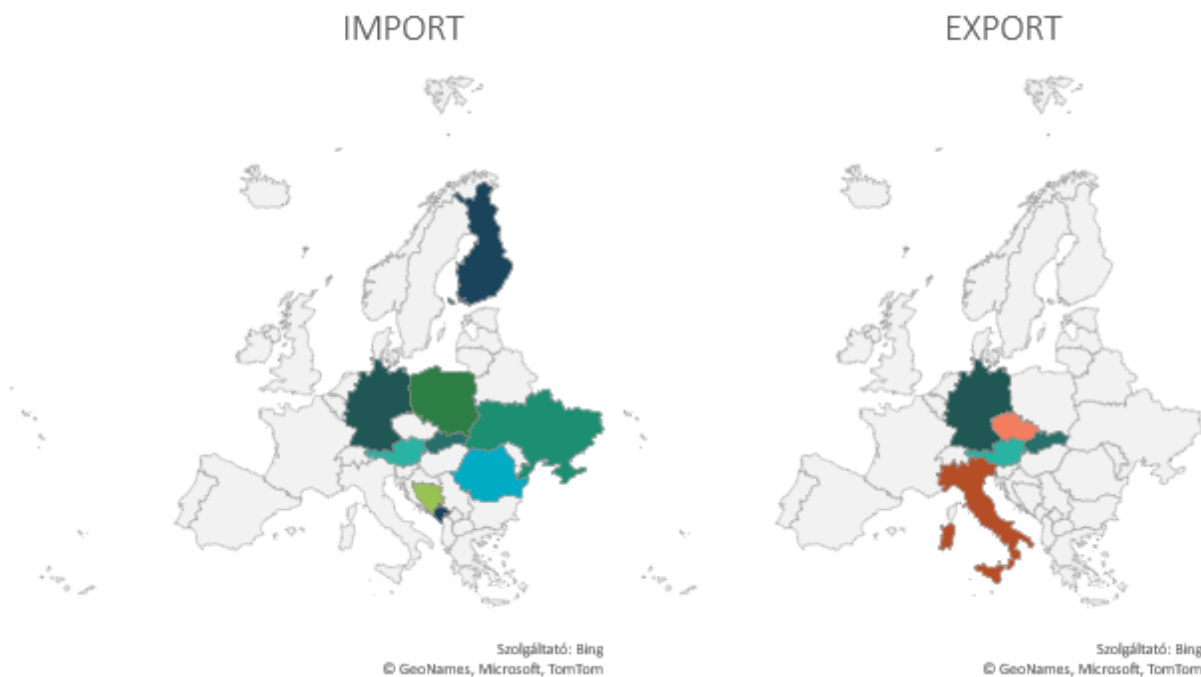 IMPORT
EXPORT
Szolgáltató: Bing
© GeoNames, Microsoft, TomTom
Szolgáltató: Bing
© GeoNames, Microsoft, TomTom